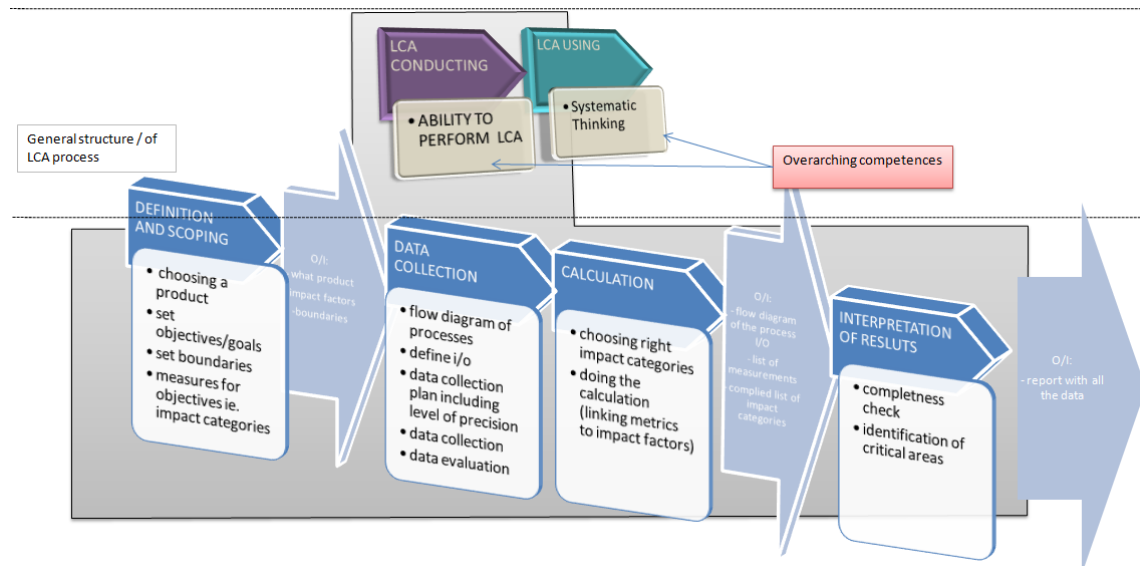 LCA
CONDUCTING
LCA USING
• ABILITY TO
PERFORM LCA
• Systematic
Thinking
General structure / of
LCA process
Overarching competences
DEFINITION
AND SCOPING
• choosing a
product
• set
objectives/goals
• set boundaries
• measures for
objectives ie.
impact categories
O/I:
- what product
impact factors
-boundaries
DATA
COLLECTION
• flow diagram of
processes
• define i/o
• data collection
plan including
level of precision
• data collection
• data evaluation
CALCULATION
• choosing right
impact categories
• doing the
calculation
(linking metrics
to impact factors)
O/I:
- flow diagram
of the process
I/O
- list of
measurements
- complied list of
impact
categories
INTERPRETATION
OF RESLUTS
• completness
check
• identification of
critical areas
O/I:
- report with all
the data